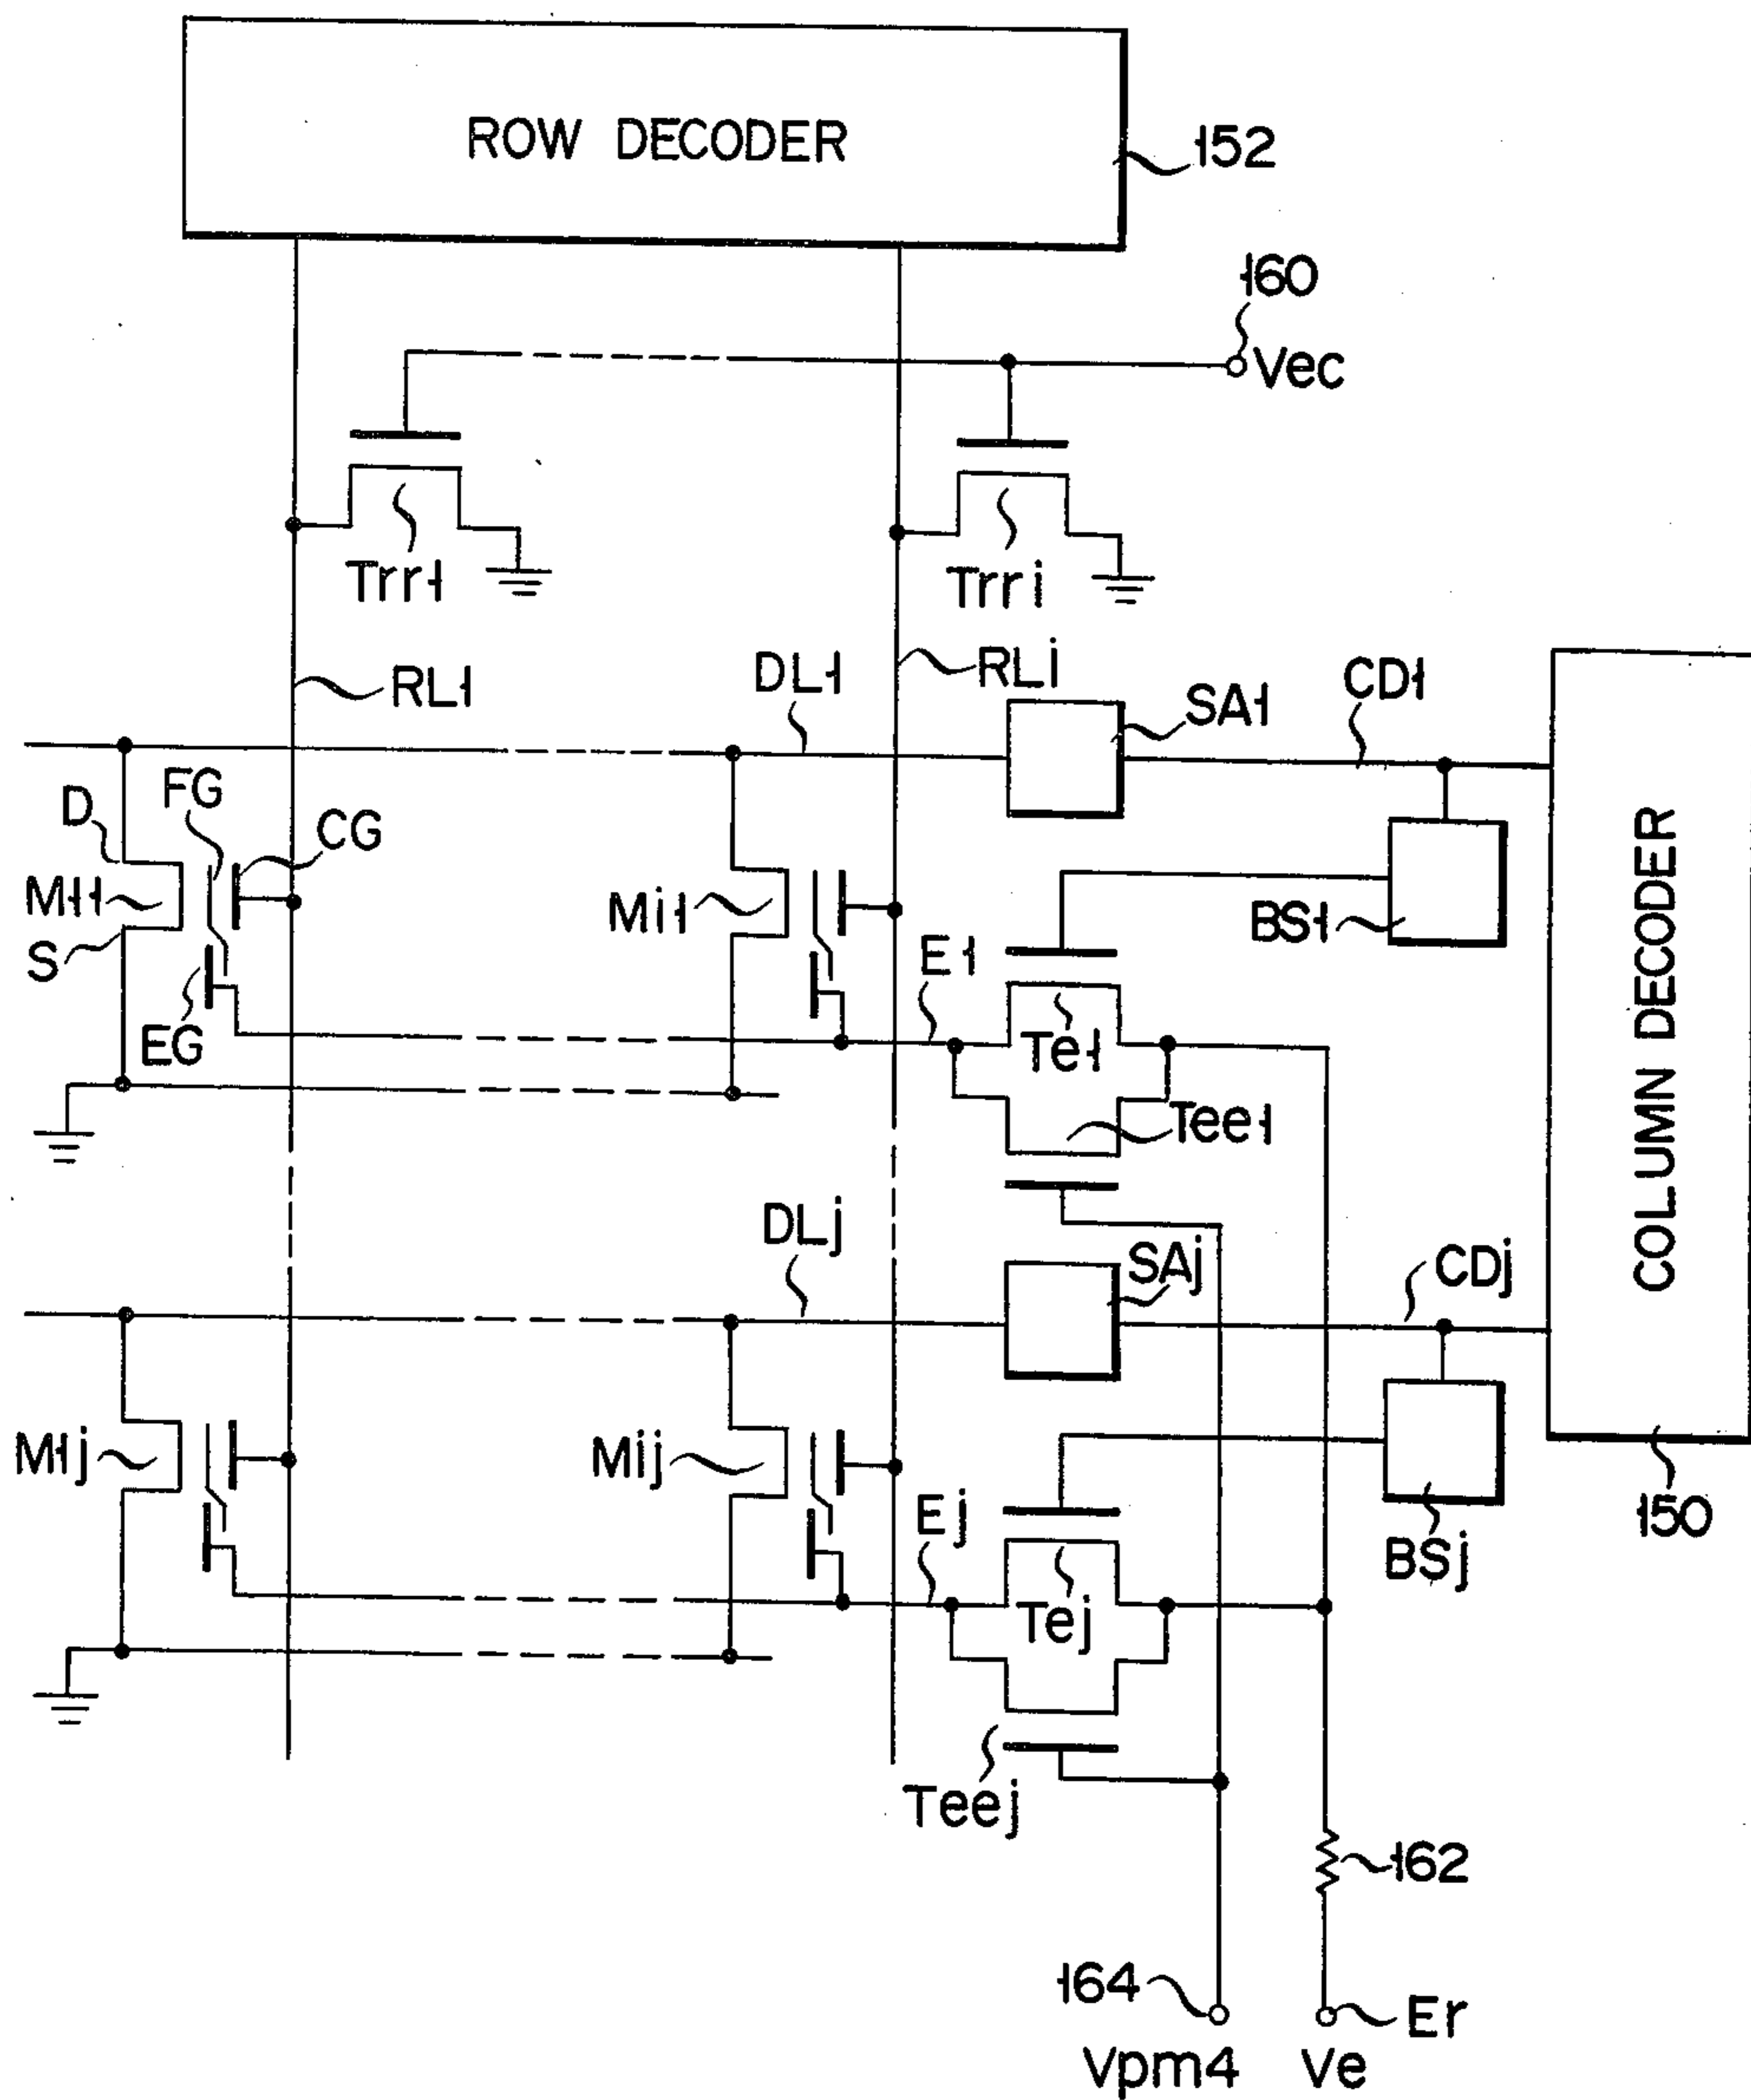 ROW DECODER
152
160
Vec
Trr1
Trri
RL1
DL1
RLi
SA1
CD1
D
FG
CG
M11
S
EG
Mi1
E1
Te1
BS1
COLUMN DECODER
Tee1
DLj
SAj
CDj
M1j
Mij
Ej
Tej
BSj
150
Teej
162
164
Er
Vpm4
Ve